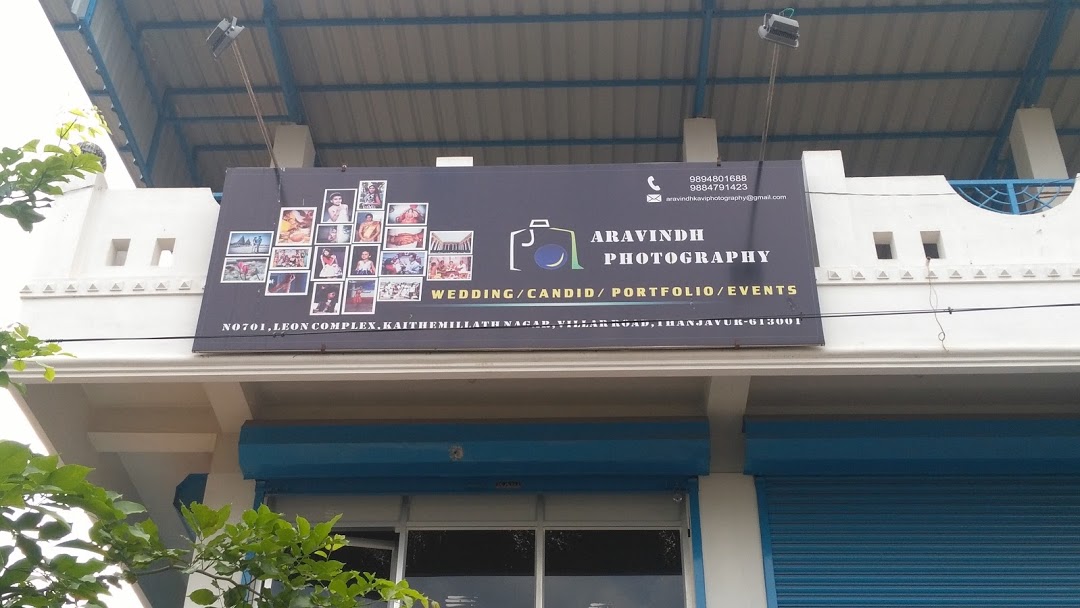 9894801688
9884791423
aravindhkaviphotography@gmail.com
ARAVINDH
PHOTOGRAPHY
WEDDING/CANDID/ PORTFOLIO/EVENTS
NO701,LEON COMPLEX,KAITHEMILLATH NAGAR,VILLAR ROAD,THANJAVUR-613001